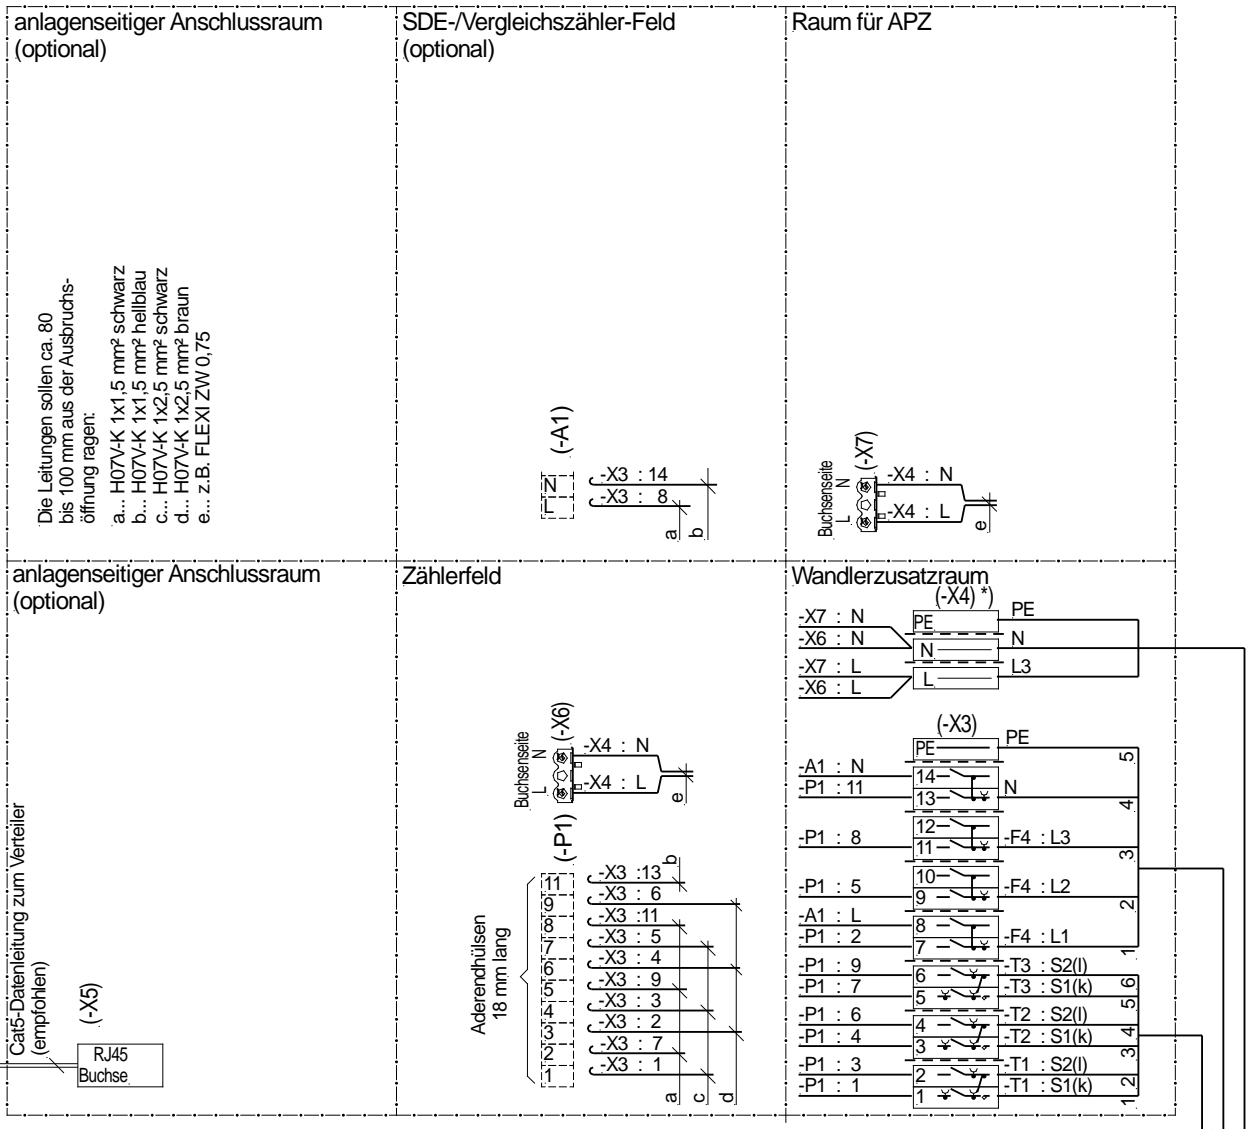 anlagenseitiger Anschlussraum
(optional)
Die Leitungen sollen ca. 80
bis 100 mm aus der Ausbruchs-
öffnung ragen:
a... H07V-K 1x1,5 mm² schwarz
b... H07V-K 1x1,5 mm² hellblau
c... H07V-K 1x2,5 mm² schwarz
d... H07V-K 1x2,5 mm² braun
e... z.B. FLEXI ZW 0,75
SDE-/Vergleichszähler-Feld
(optional)
(-A1)
N -X3 : 14
L -X3 : 8
a b
Raum für APZ
Buchsenseite
L N
(-X7)
-X4 : N
-X4 : L
e
anlagenseitiger Anschlussraum
(optional)
Cat5-Datenleitung zum Verteiler
(empfohlen)
(-X5)
RJ45
Buchse
Zählerfeld
Buchsenseite
L N
(-X6)
-X4 : N
-X4 : L
e
(-P1)
Aderendhülsen
18 mm lang
b
11 -X3 :13
9 -X3 : 6
8 -X3 :11
7 -X3 : 5
6 -X3 : 4
5 -X3 : 9
4 -X3 : 3
3 -X3 : 2
2 -X3 : 7
1 -X3 : 1
a c d
Wandlerzusatzraum
(-X4) *)
PE PE
-X7 : N
-X6 : N N N
-X7 : L L L3
-X6 : L
(-X3)
PE PE 5
-A1 : N 14
-P1 : 11 13 N 4
12
-P1 : 8 11 -F4 : L3 3
10
-P1 : 5 9 -F4 : L2 2
-A1 : L 8
-P1 : 2 7 -F4 : L1 1
-P1 : 9 6 -T3 : S2(l) 6
-P1 : 7 5 -T3 : S1(k) 5
-P1 : 6 4 -T2 : S2(l) 4
-P1 : 4 3 -T2 : S1(k) 3
-P1 : 3 2 -T1 : S2(l) 2
-P1 : 1 1 -T1 : S1(k) 1